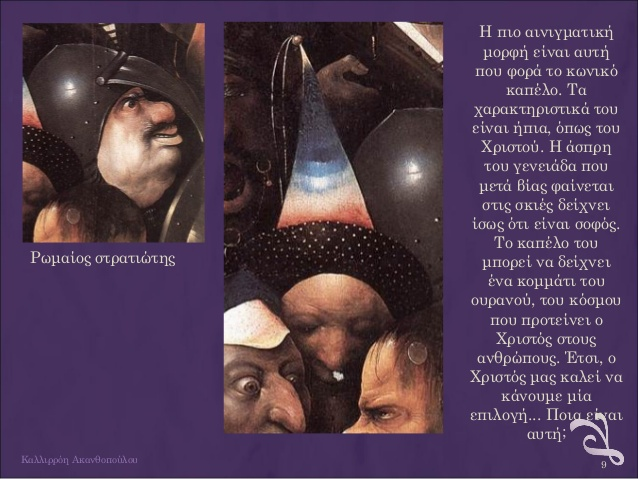 Η πιο αινιγματική
μορφή είναι αυτή
που φορά το κωνικό
καπέλο. Τα
χαρακτηριστικά του
είναι ήπια, όπως του
Χριστού. Η άσπρη
του γενειάδα που
μετά βίας φαίνεται
στις σκιές δείχνει
ίσως ότι είναι σοφός.
Το καπέλο του
μπορεί να δείχνει
ένα κομμάτι του
ουρανού, του κόσμου
που προτείνει ο
Χριστός στους
ανθρώπους. Έτσι, ο
Χριστός μας καλεί να
κάνουμε μία
επιλογή... Ποια είναι
αυτή;
Ρωμαίος στρατιώτης
Καλλιρρόη Ακανθοπούλου
9